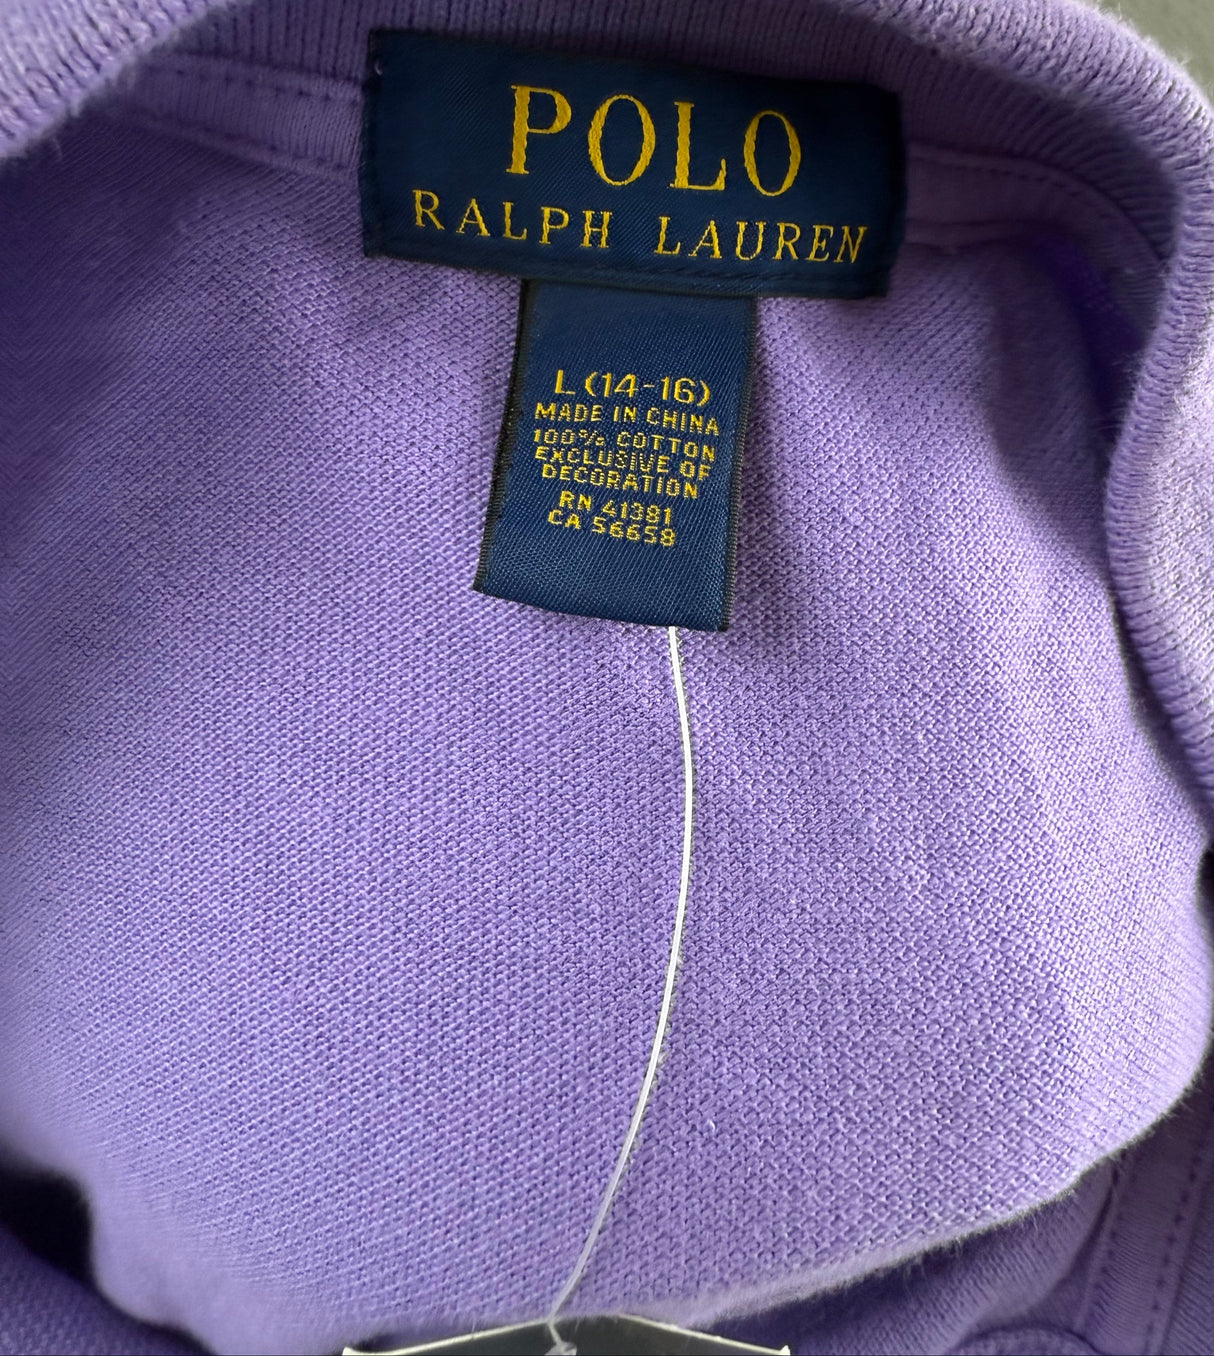 POLO
RALPH LAUREN
L (14-16)
MADE IN CHINA
100% COTTON
EXCLUSIVE OF
DECORATION
RN 41381
CA 56658